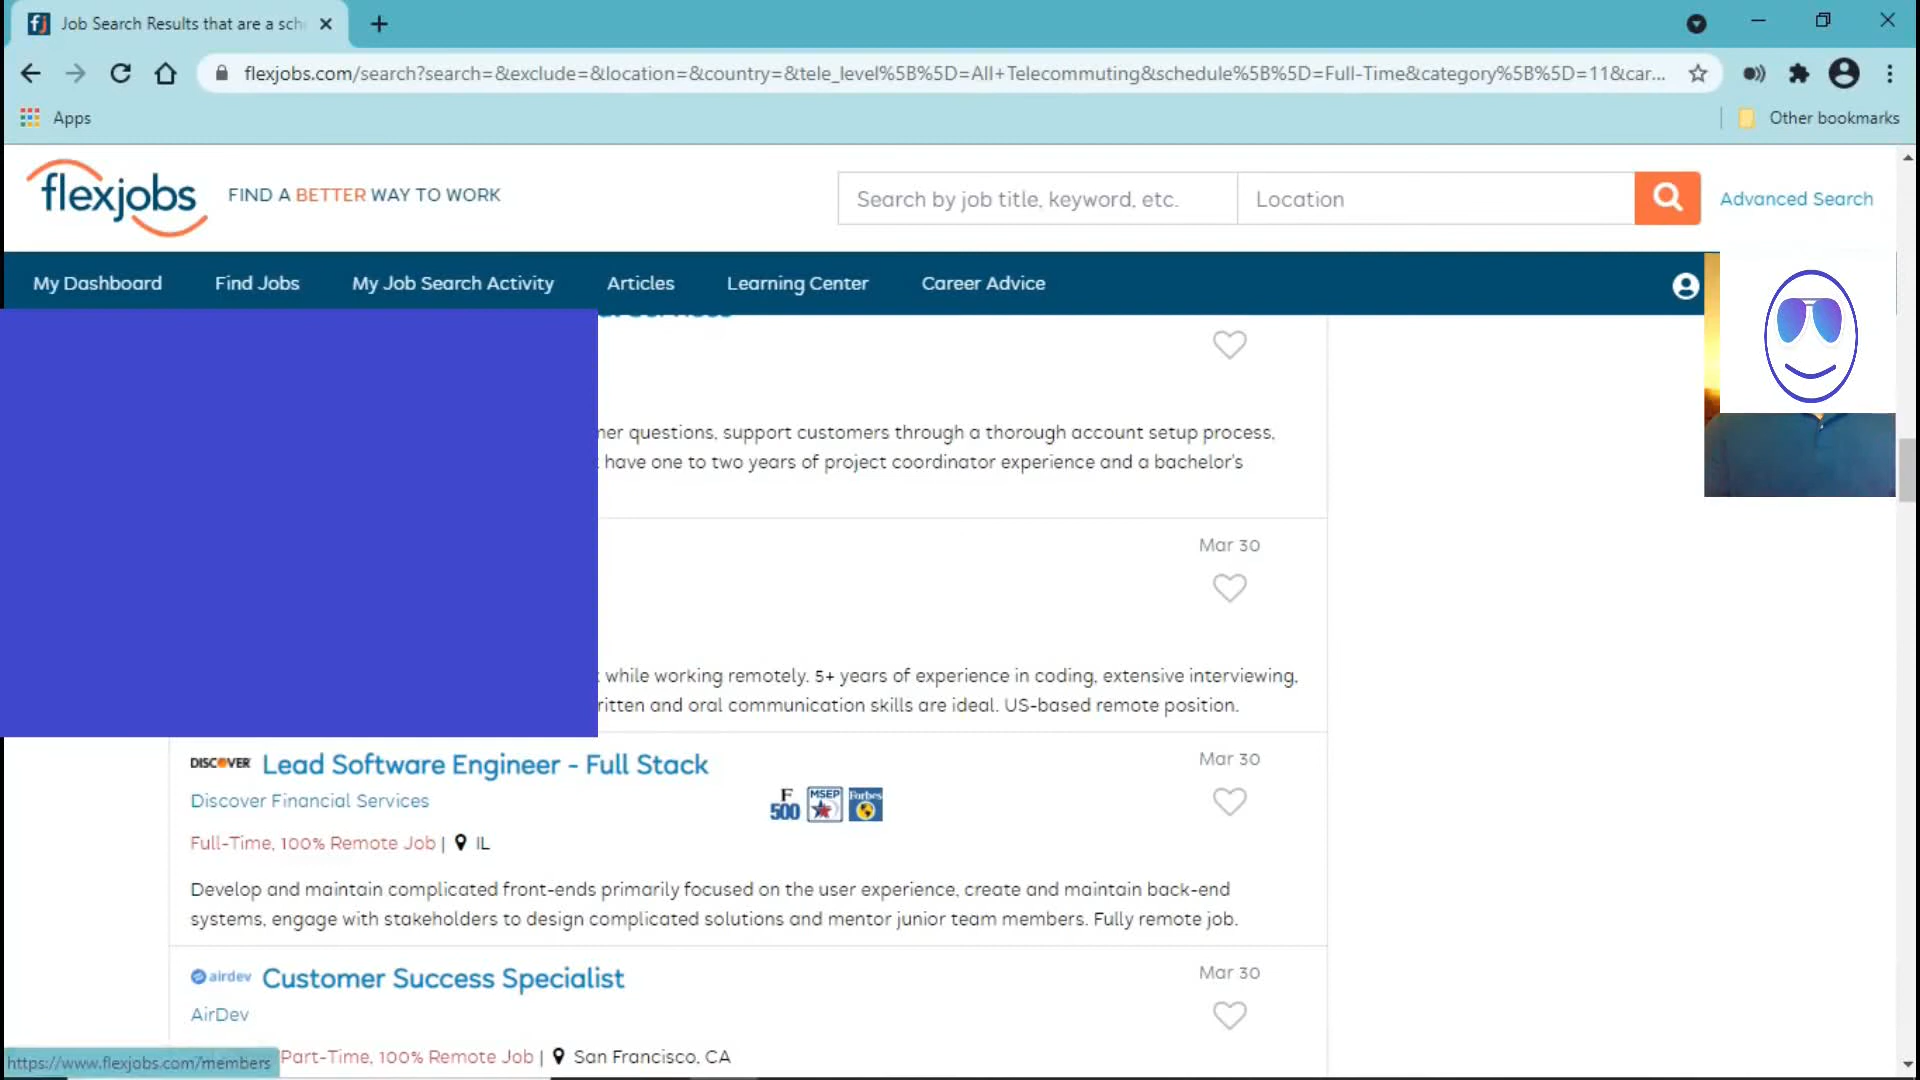 Job Search Results that are a sch
flexjobs.com/search?search=&exclude=&location=&country=&tele_level%5B%5D=All+Telecommuting&schedule%5B%5D=Full-Time&category%5B%5D=11&car...
Apps
Other bookmarks
flexjobs FIND A BETTER WAY TO WORK
Search by job title, keyword, etc.
Location
Advanced Search
My Dashboard Find Jobs My Job Search Activity Articles Learning Center Career Advice
Services
questions, support customers through a thorough account setup process,
have one to two years of project coordinator experience and a bachelor's
Mar 30
while working remotely. 5+ years of experience in coding, extensive interviewing,
and oral communication skills are ideal. US-based remote position.
DISCOVER Lead Software Engineer - Full Stack
Mar 30
Discover Financial Services
F 500 MSEP Forbes
Full-Time, 100% Remote Job | IL
Develop and maintain complicated front-ends primarily focused on the user experience, create and maintain back-end
systems, engage with stakeholders to design complicated solutions and mentor junior team members. Fully remote job.
airdev Customer Success Specialist
Mar 30
AirDev
Part-Time, 100% Remote Job | San Francisco, CA
https://www.flexjobs.com/members